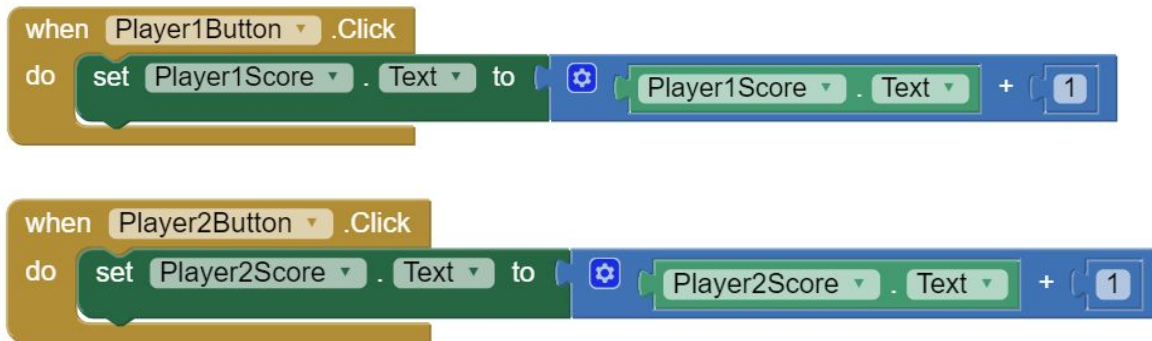 when Player1Button .Click
do set Player1Score . Text to Player1Score . Text + 1
when Player2Button .Click
do set Player2Score . Text to Player2Score . Text + 1